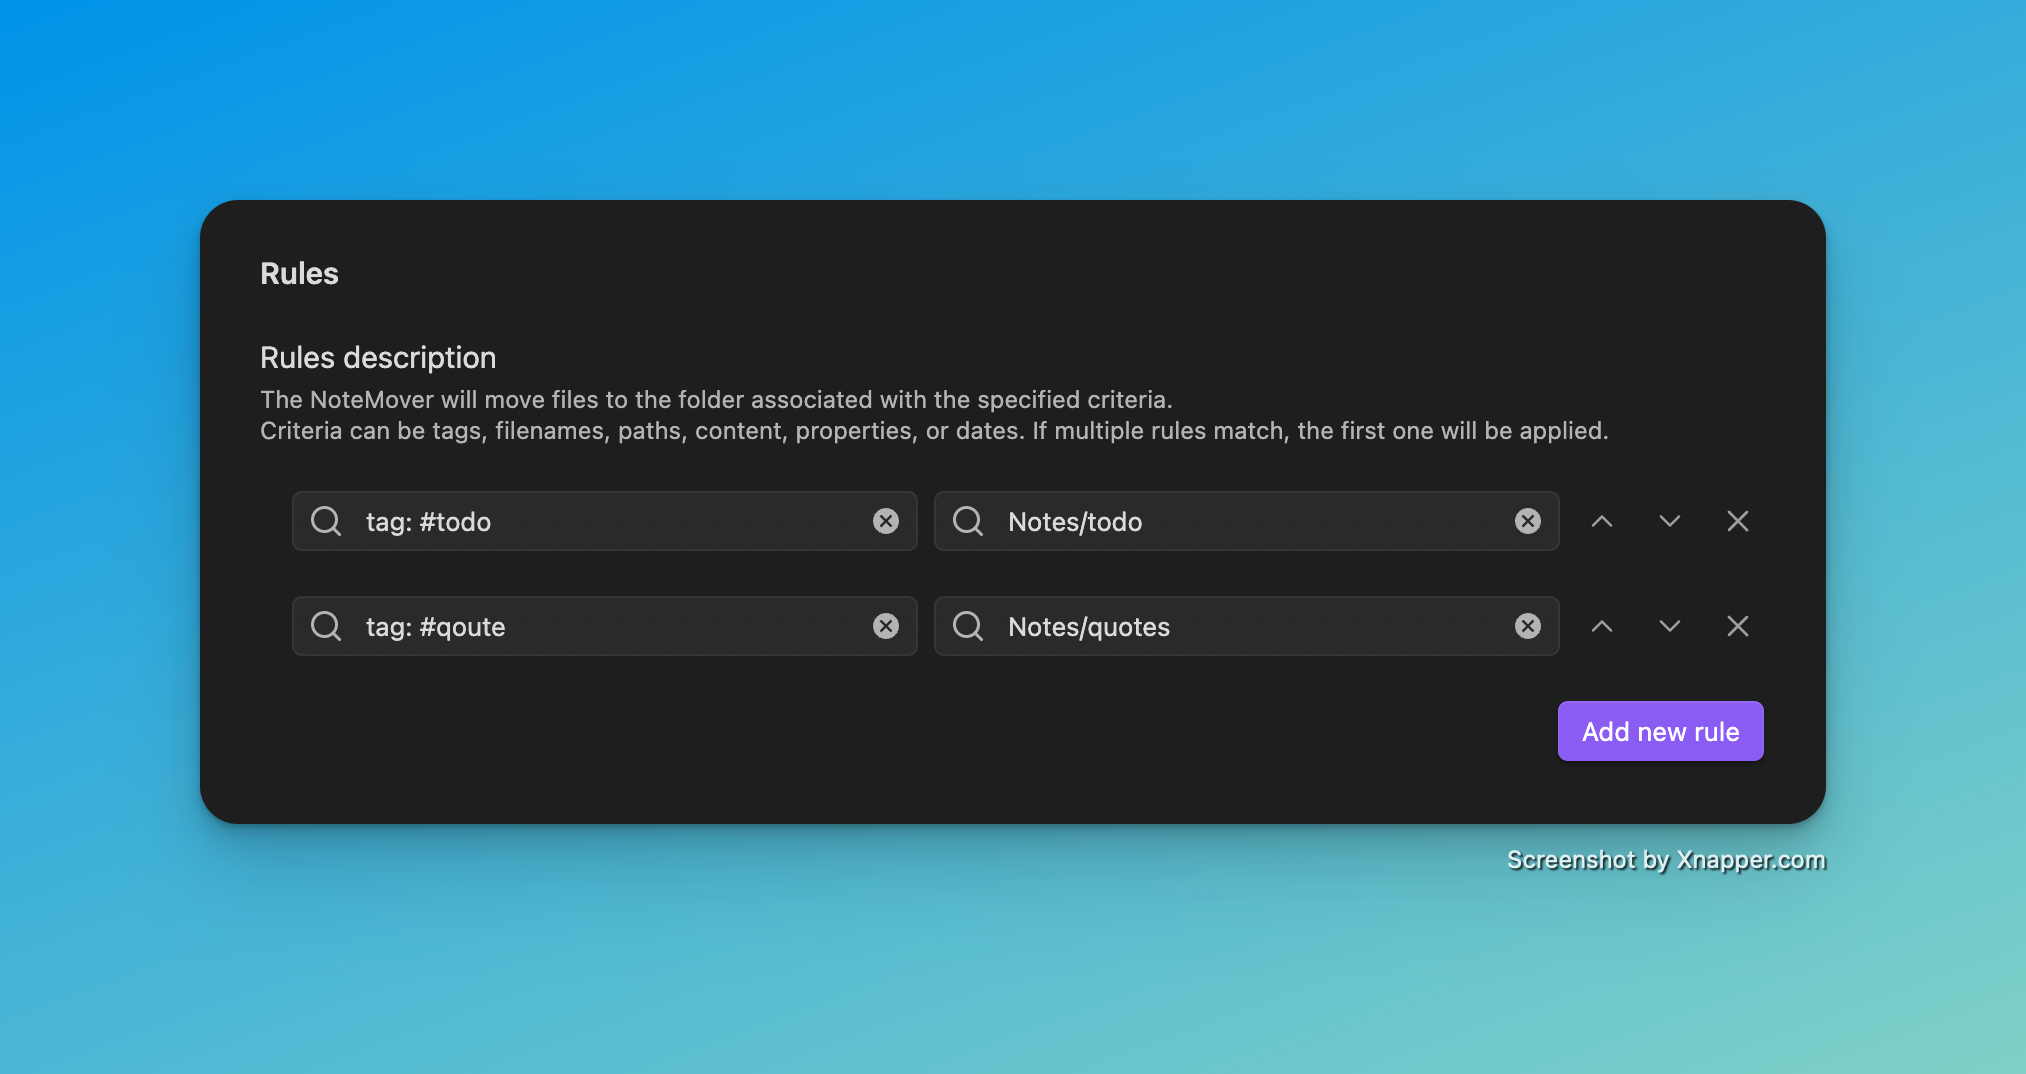 Rules
Rules description
The NoteMover will move files to the folder associated with the specified criteria.
Criteria can be tags, filenames, paths, content, properties, or dates. If multiple rules match, the first one will be applied.
tag: #todo Notes/todo
tag: #qoute Notes/quotes
Add new rule
Screenshot by Xnapper.com